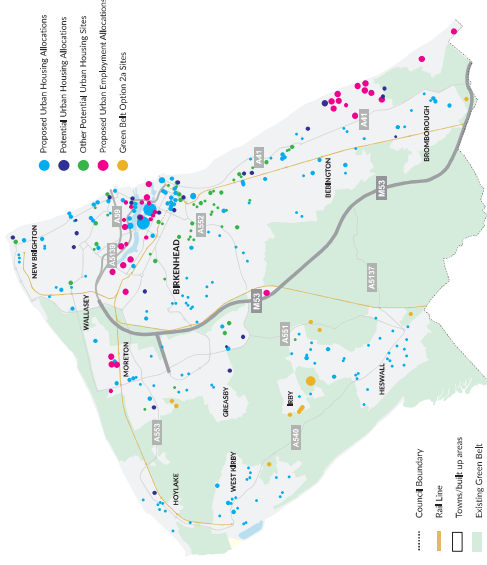 Proposed Urban Housing Allocations
Potential Urban Housing Allocations
Other Potential Urban Housing Sites
Proposed Urban Employment Allocations
Green Belt Option 2a Sites
NEW BRIGHTON
WALLASEY
A59
A5139
BIRKENHEAD
A552
A41
A41
BEBINGTON
BROMBOROUGH
M53
M53
A5137
MORETON
A551
A553
GREASBY
IRBY
A540
HESWALL
HOYLAKE
WEST KIRBY
Council Boundary
Rail Line
Towns/built up areas
Existing Green Belt